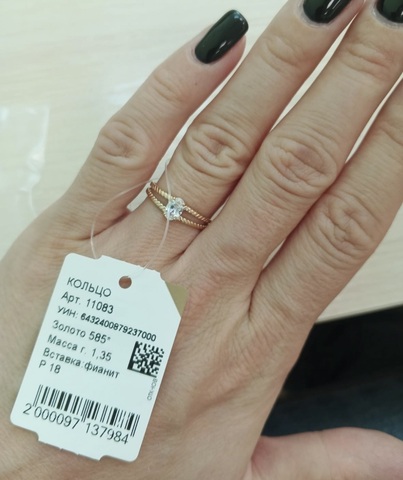 КОЛЬЦО
Арт. 11083
УИН: 6432400879237000
Золото 585°
Масса г. 1,35
Вставка:фианит
Р 18
2 000097 137984